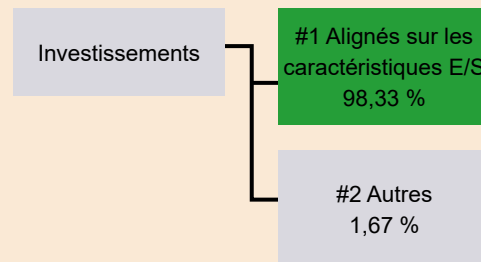 Investissements
#1 Alignés sur les
caractéristiques E/S
98,33 %
#2 Autres
1,67 %